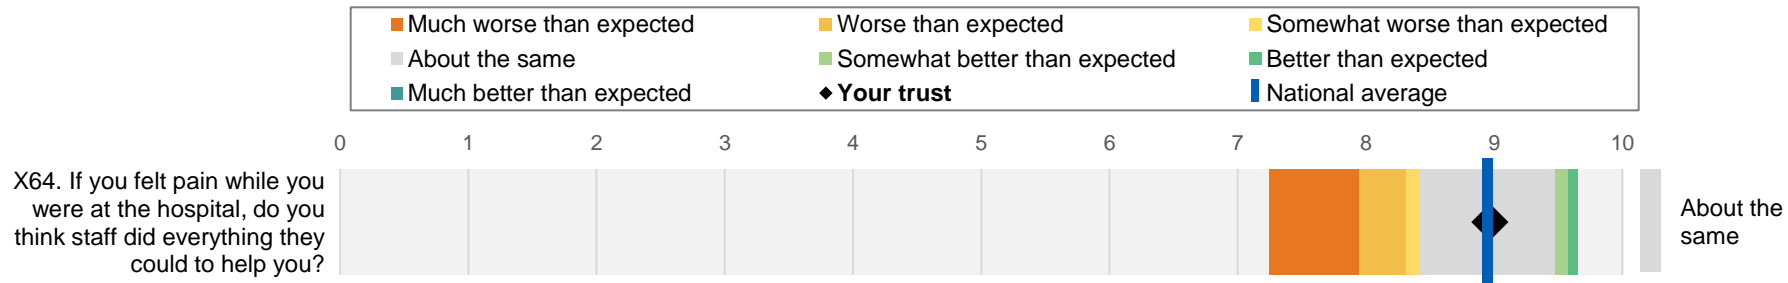 Much worse than expected
Worse than expected
Somewhat worse than expected
About the same
Somewhat better than expected
Better than expected
Much better than expected
Your trust
National average
0 1 2 3 4 5 6 7 8 9 10
X64. If you felt pain while you
were at the hospital, do you
think staff did everything they
could to help you?
About the
same